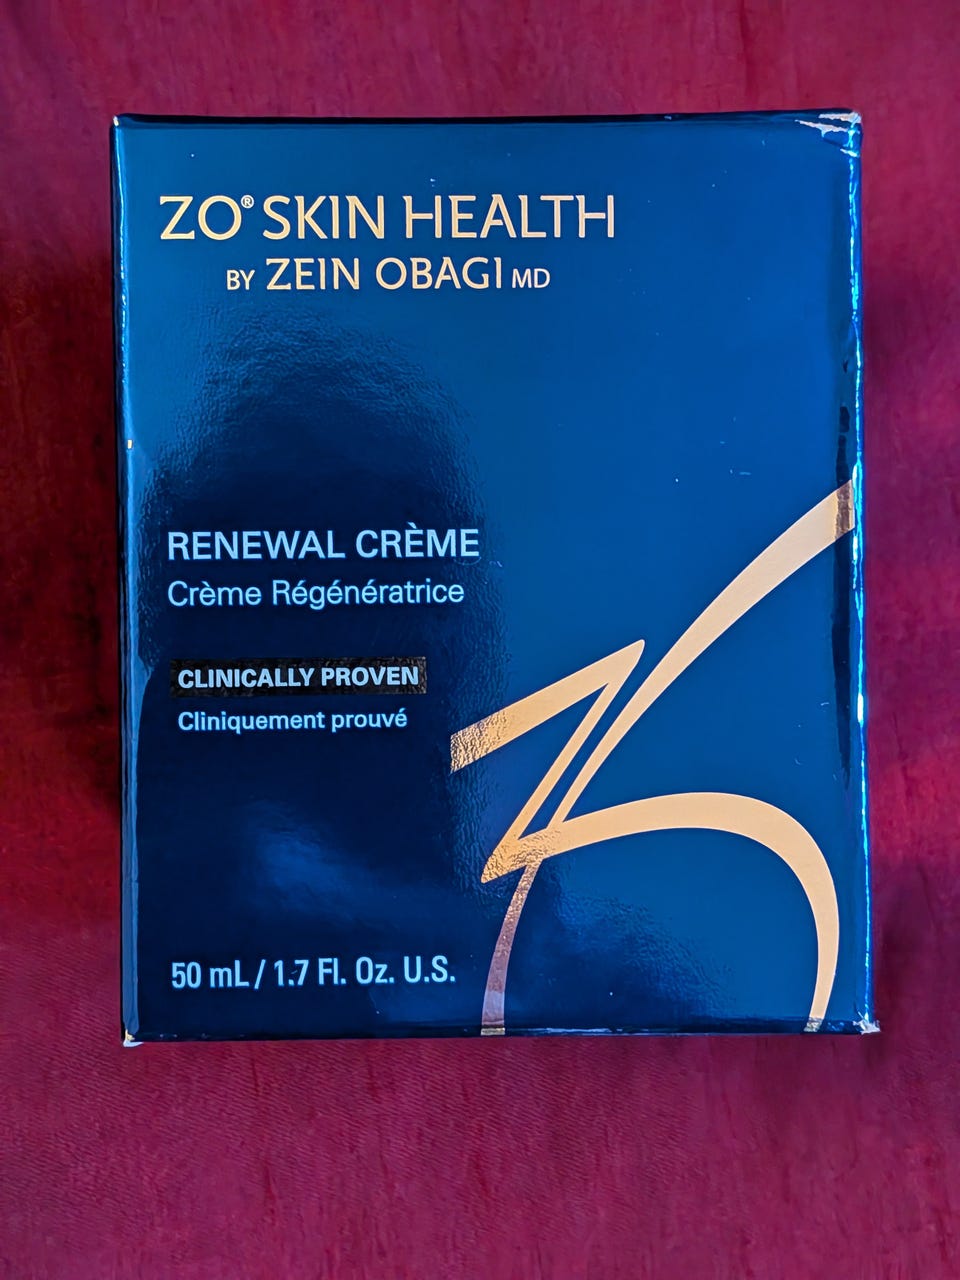 ZO® SKIN HEALTH
BY ZEIN OBAGI MD
RENEWAL CRÈME
Crème Régénératrice
CLINICALLY PROVEN
Cliniquement prouvé
50 mL / 1.7 Fl. Oz. U.S.